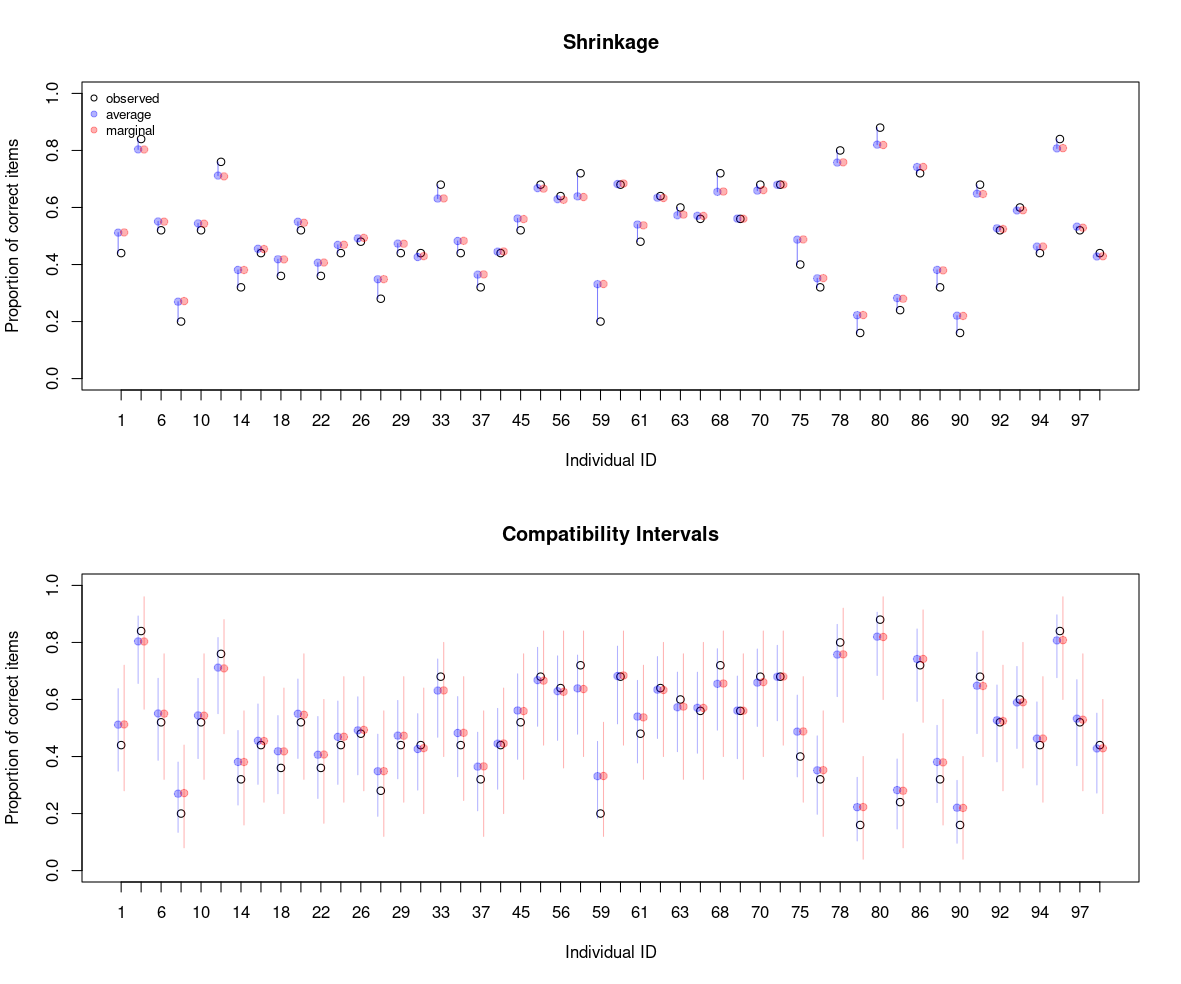 Shrinkage
Proportion of correct items
1.0
0.8
0.6
0.4
0.2
0.0
observed
average
marginal
1 6 10 14 18 22 26 29 33 37 45 56 59 61 63 68 70 75 78 80 86 90 92 94 97
Individual ID
Compatibility Intervals
Proportion of correct items
1.0
0.8
0.6
0.4
0.2
0.0
1 6 10 14 18 22 26 29 33 37 45 56 59 61 63 68 70 75 78 80 86 90 92 94 97
Individual ID